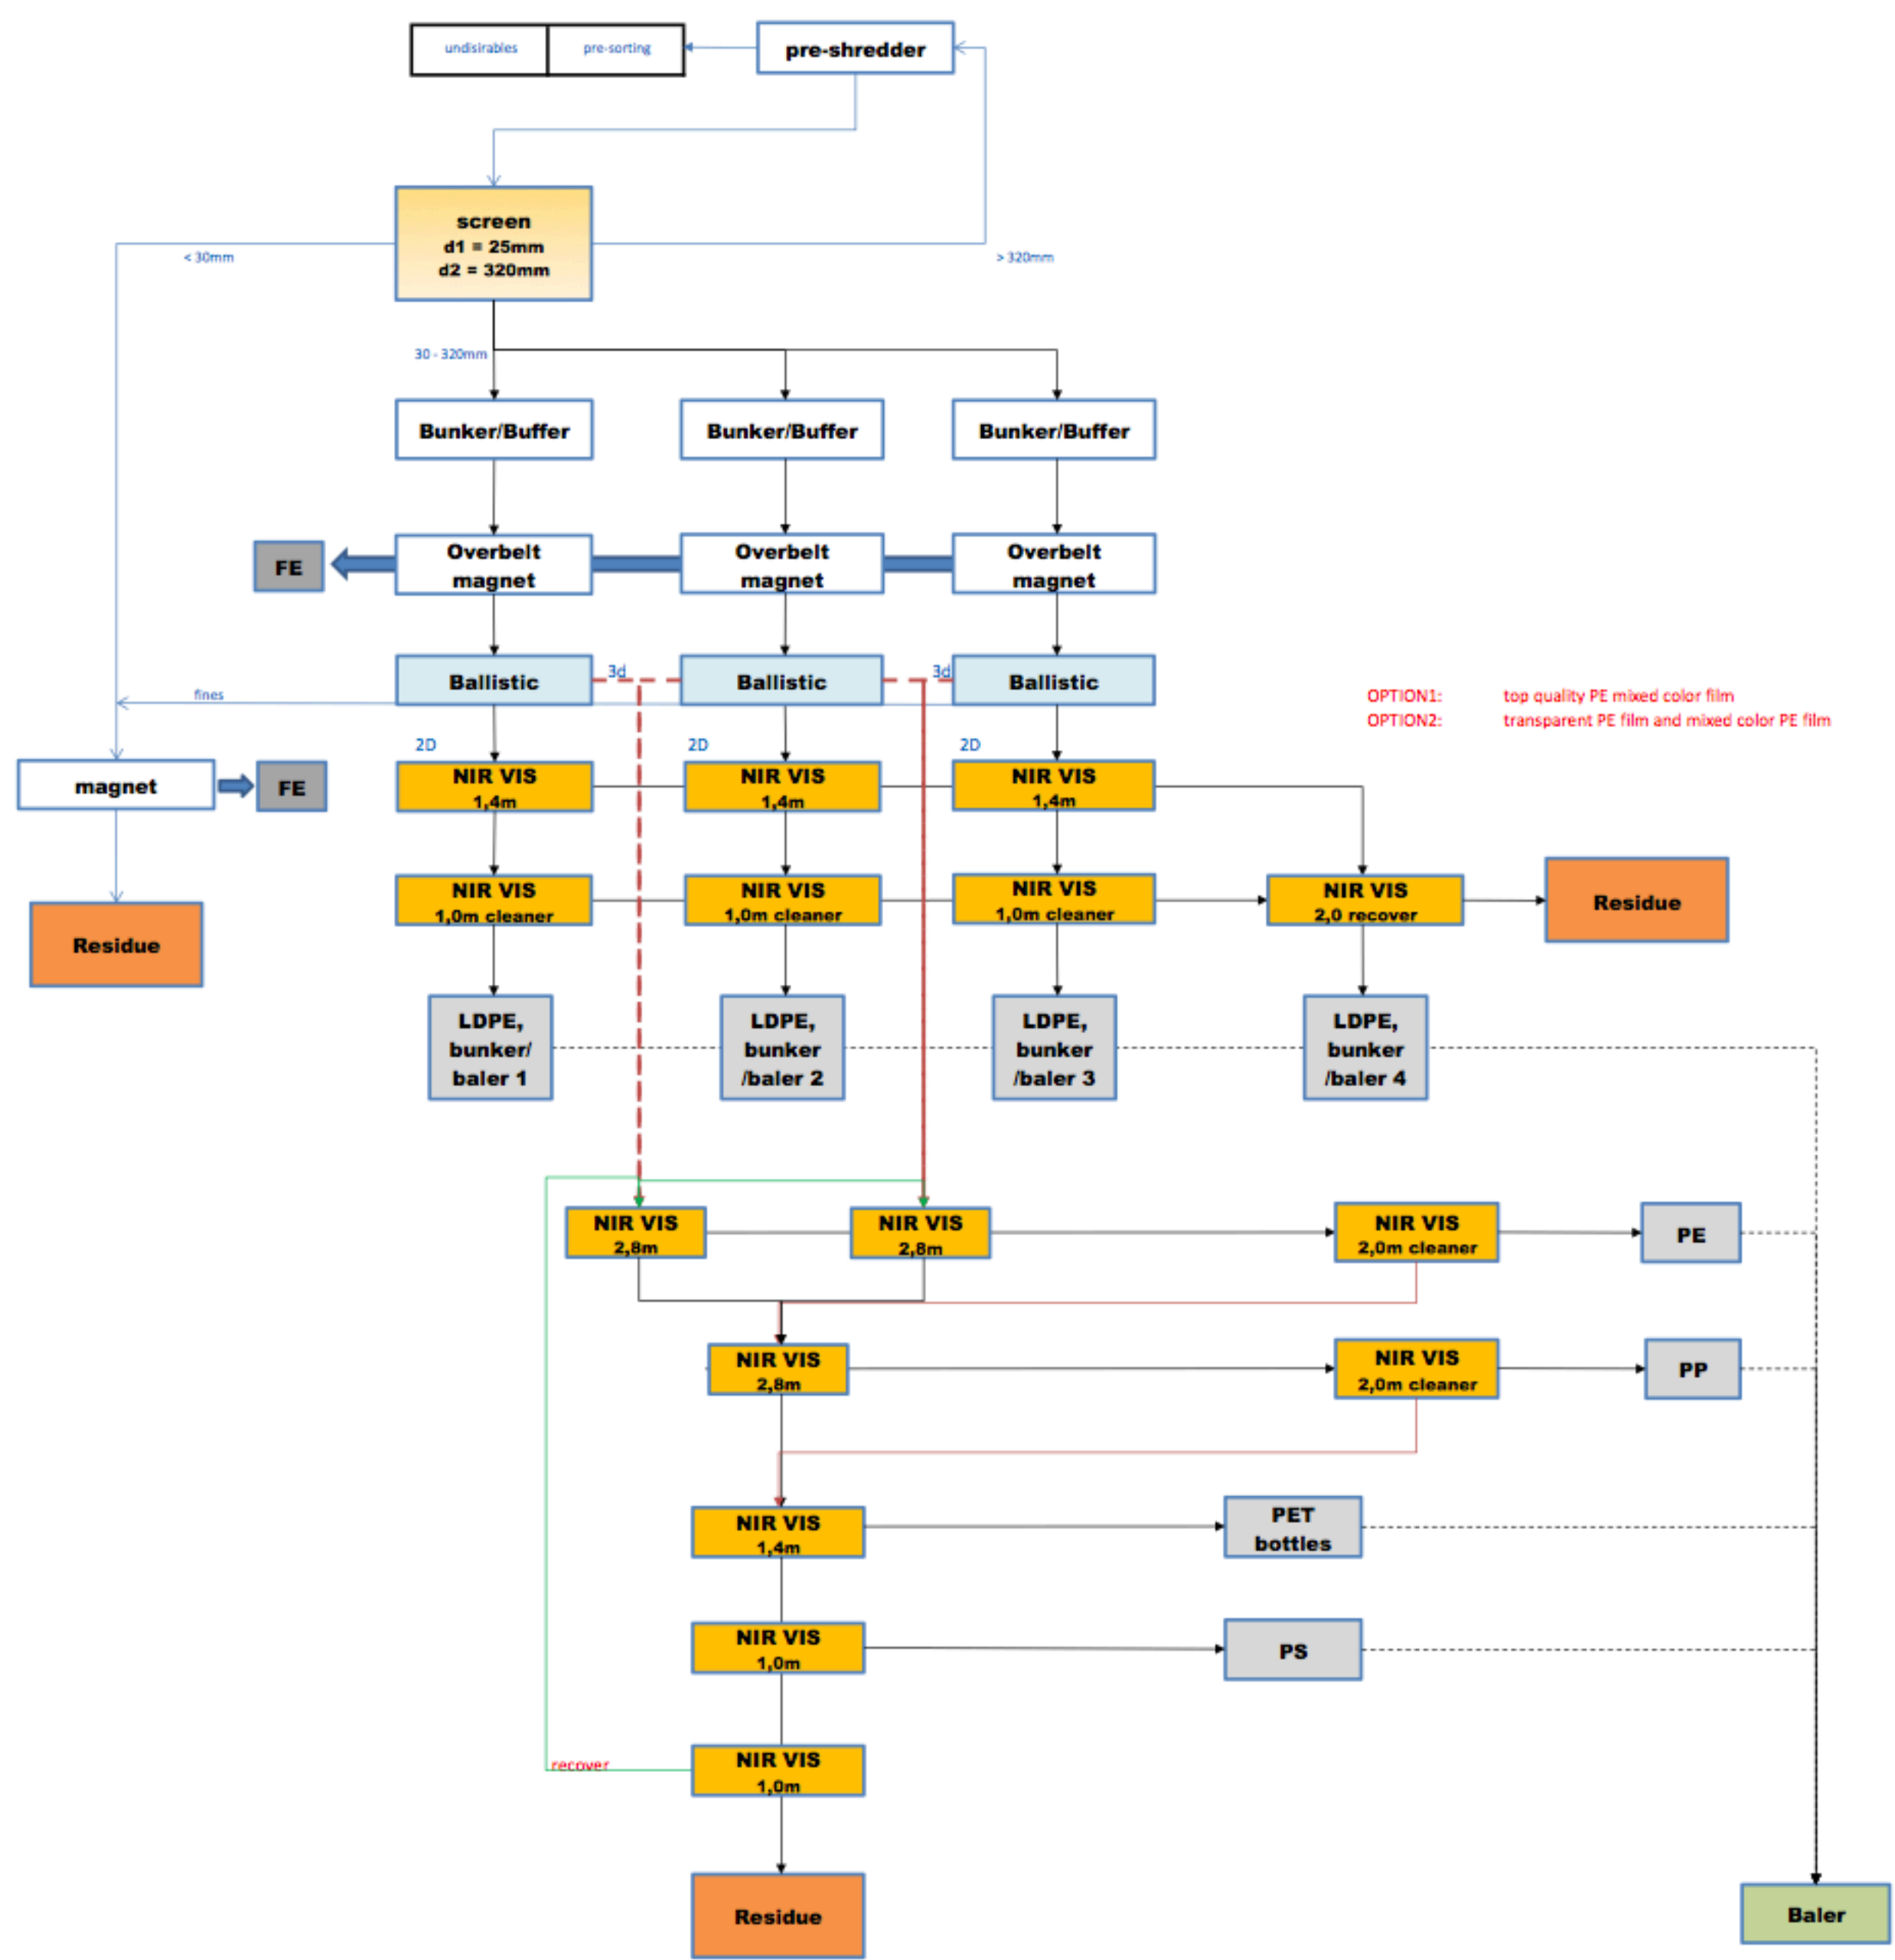 undisirables
pre-sorting
pre-shredder
screen
d1 = 25mm
d2 = 320mm
< 30mm
> 320mm
30 - 320mm
Bunker/Buffer
Bunker/Buffer
Bunker/Buffer
FE
Overbelt
magnet
Overbelt
magnet
Overbelt
magnet
Ballistic
3d
Ballistic
3d
Ballistic
fines
OPTION1: top quality PE mixed color film
OPTION2: transparent PE film and mixed color PE film
2D
2D
2D
magnet
FE
NIR VIS
1,4m
NIR VIS
1,4m
NIR VIS
1,4m
NIR VIS
1,0m cleaner
NIR VIS
1,0m cleaner
NIR VIS
1,0m cleaner
NIR VIS
2,0 recover
Residue
Residue
LDPE,
bunker/
baler 1
LDPE,
bunker
/baler 2
LDPE,
bunker
/baler 3
LDPE,
bunker
/baler 4
NIR VIS
2,8m
NIR VIS
2,8m
NIR VIS
2,0m cleaner
PE
NIR VIS
2,8m
NIR VIS
2,0m cleaner
PP
NIR VIS
1,4m
PET
bottles
NIR VIS
1,0m
PS
recover
NIR VIS
1,0m
Residue
Baler